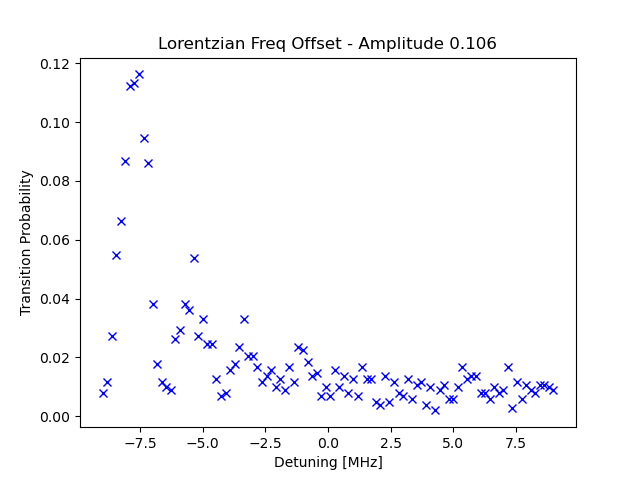 Lorentzian Freq Offset - Amplitude 0.106
Transition Probability
0.12
0.10
0.08
0.06
0.04
0.02
0.00
−7.5 −5.0 −2.5 0.0 2.5 5.0 7.5
Detuning [MHz]